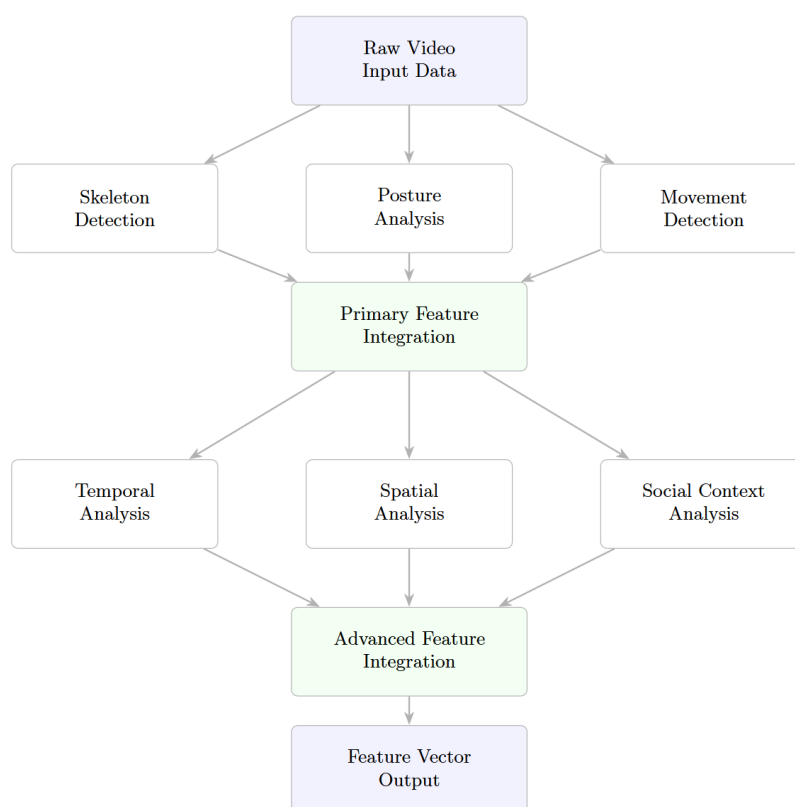 Raw Video
Input Data
Skeleton
Detection
Posture
Analysis
Movement
Detection
Primary Feature
Integration
Temporal
Analysis
Spatial
Analysis
Social Context
Analysis
Advanced Feature
Integration
Feature Vector
Output